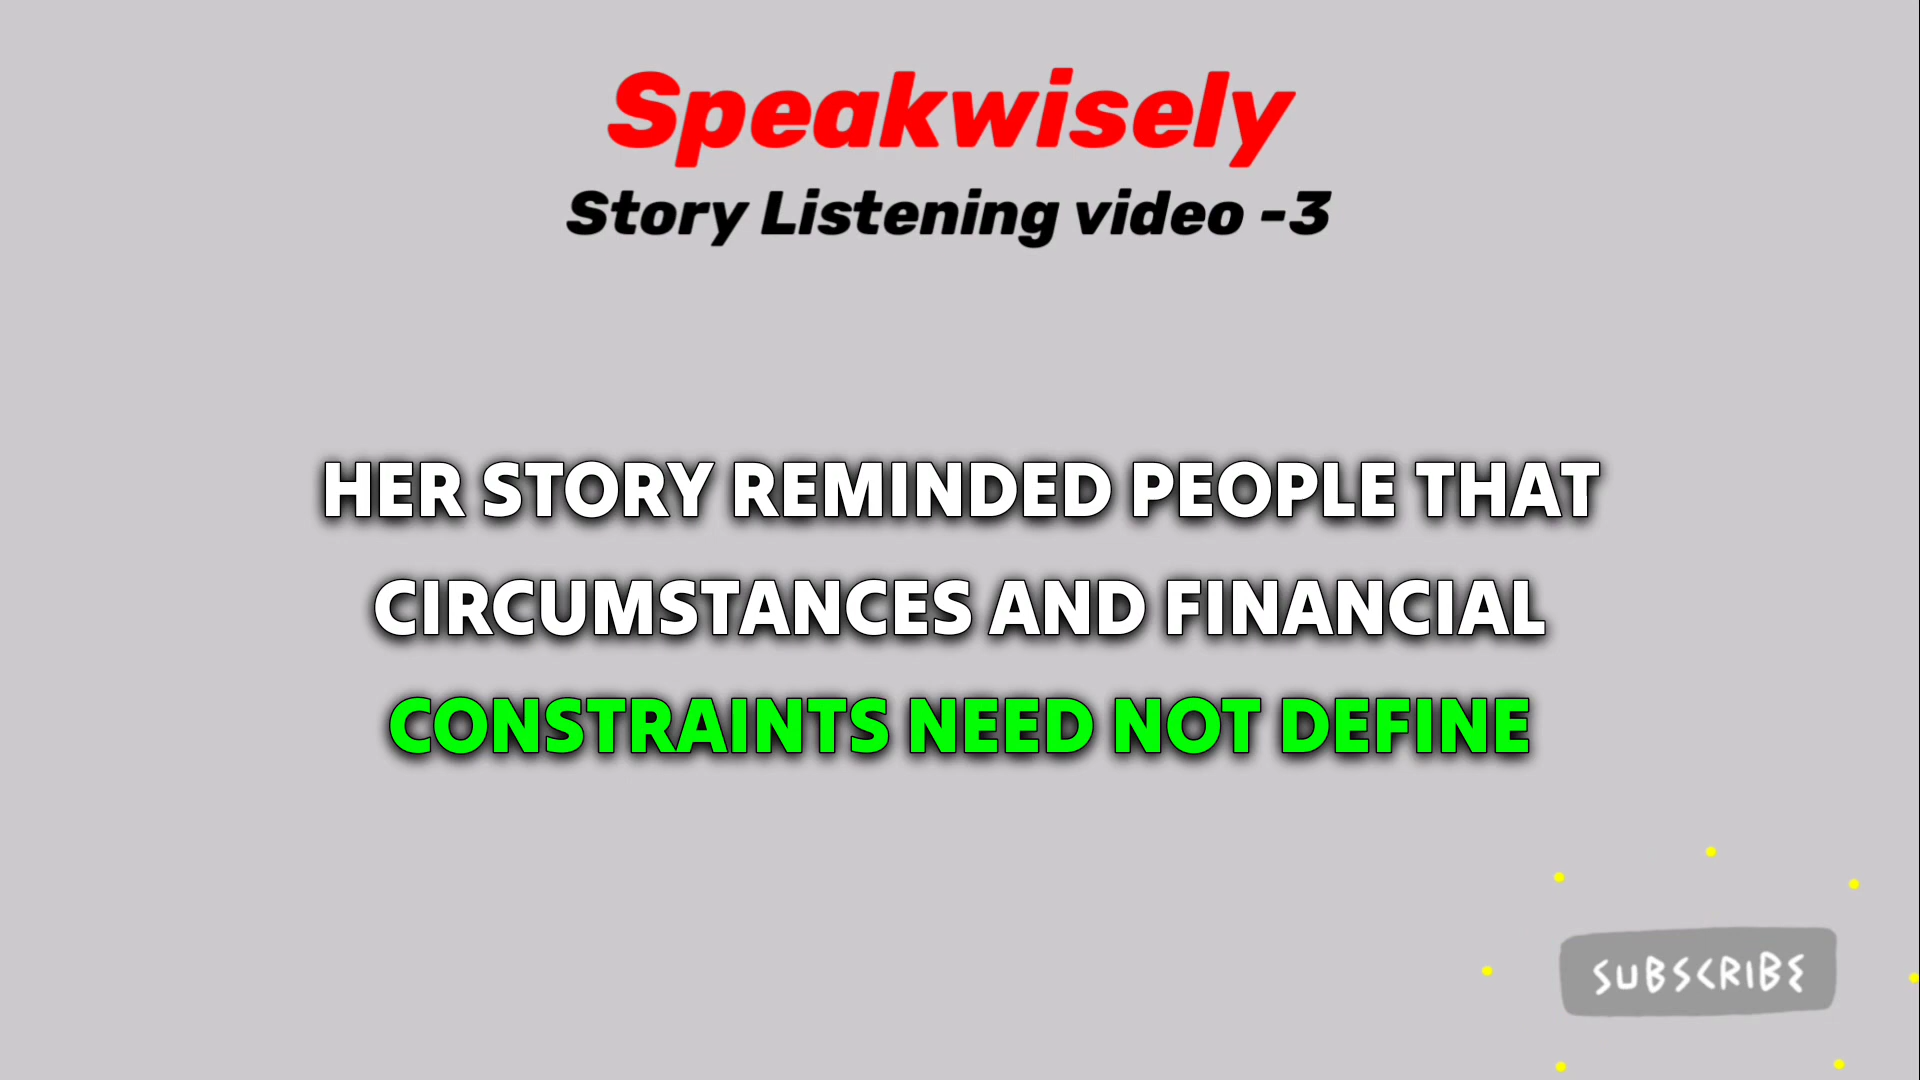 Speakwisely
Story Listening video -3
HER STORY REMINDED PEOPLE THAT
CIRCUMSTANCES AND FINANCIAL
CONSTRAINTS NEED NOT DEFINE
SUBSCRIBE